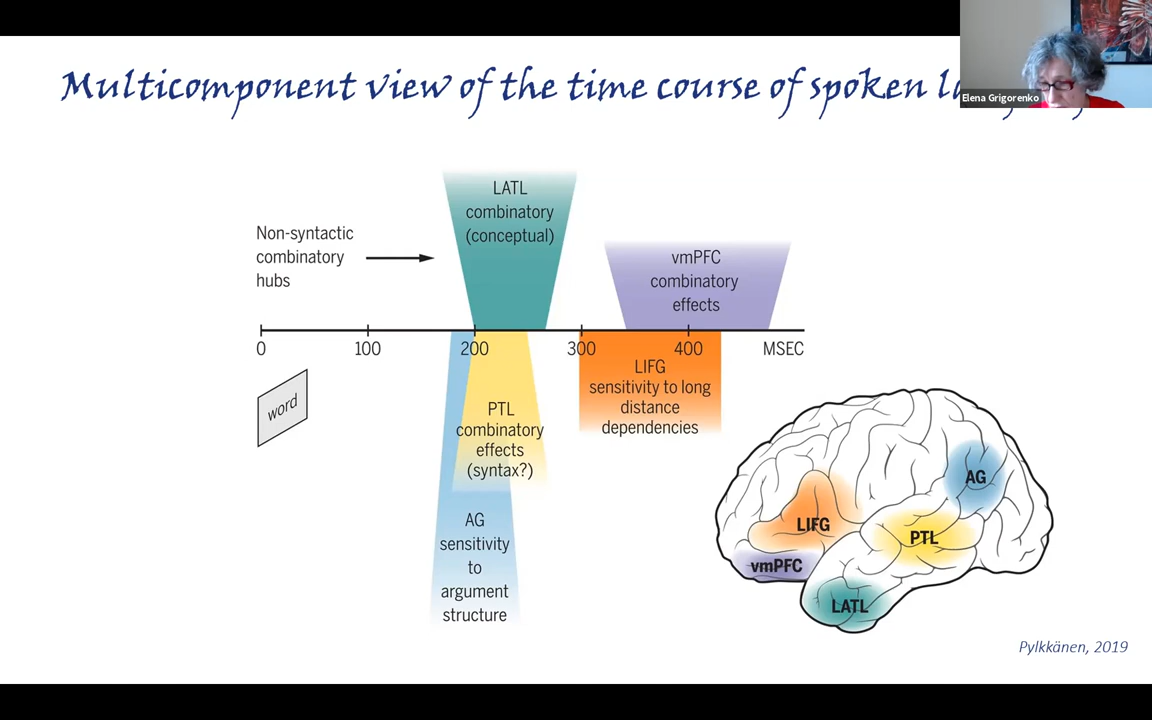 Multicomponent view of the time course of spoken
Elena Grigorenko
LATL
combinatory
(conceptual)
Non-syntactic
combinatory
hubs
vmPFC
combinatory
effects
0
100
200
300
400
MSEC
word
LIFG
sensitivity to long
distance
dependencies
PTL
combinatory
effects
(syntax?)
AG
sensitivity
to
argument
structure
AG
LIFG
PTL
vmPFC
LATL
Pylkkänen, 2019